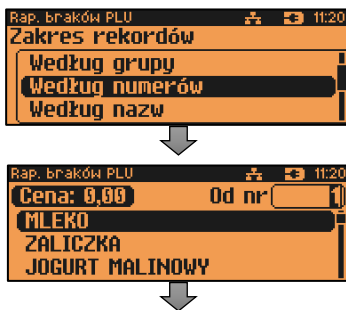 Rap. braków PLU 11:20
Zakres rekordów
Według grupy
Według numerów
Według nazw
Rap. braków PLU 11:20
Cena: 0,00 Od nr 1
MLEKO
ZALICZKA
JOGURT MALINOWY